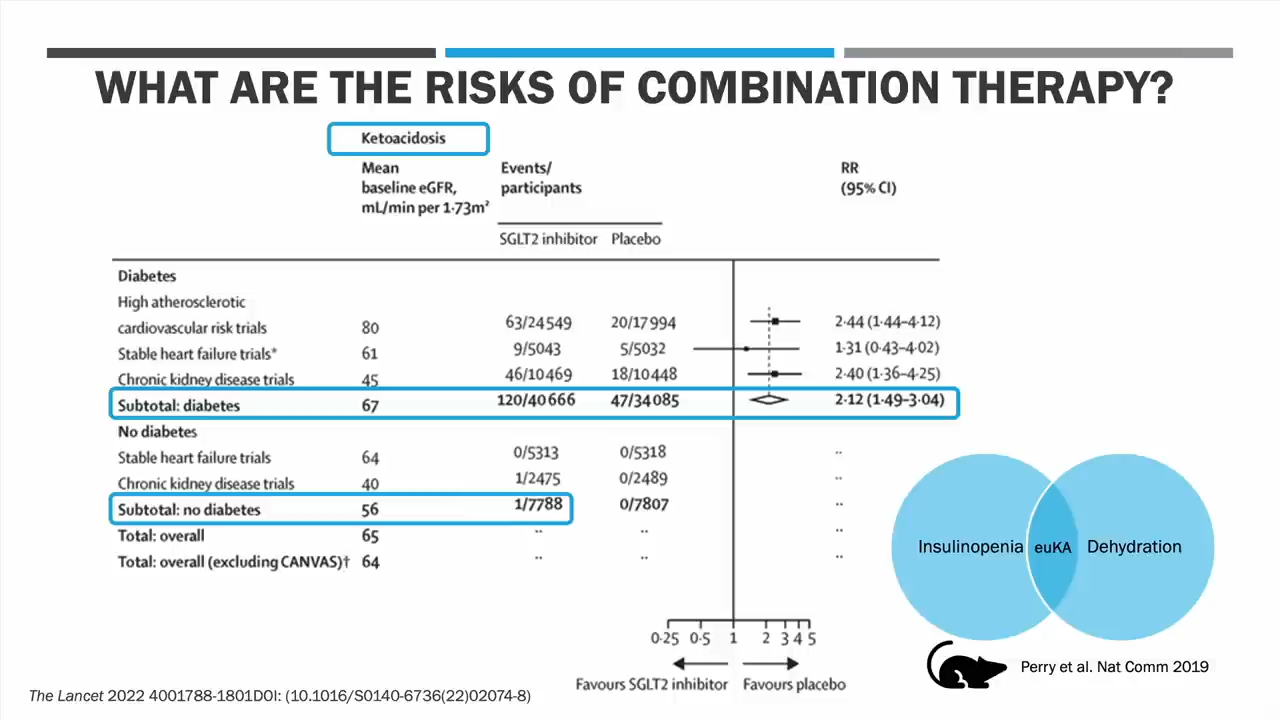 WHAT ARE THE RISKS OF COMBINATION THERAPY?
Ketoacidosis
Mean baseline eGFR, mL/min per 1·73m²
Events/ participants
RR (95% CI)
SGLT2 inhibitor Placebo
Diabetes
High atherosclerotic
cardiovascular risk trials 80 63/24549 20/17994 2·44 (1·44–4·12)
Stable heart failure trials* 61 9/5043 5/5032 1·31 (0·43–4·02)
Chronic kidney disease trials 45 46/10469 18/10448 2·40 (1·36–4·25)
Subtotal: diabetes 67 120/40666 47/34085 2·12 (1·49–3·04)
No diabetes
Stable heart failure trials 64 0/5313 0/5318 ··
Chronic kidney disease trials 40 1/2475 0/2489 ··
Subtotal: no diabetes 56 1/7788 0/7807 ··
Total: overall 65 ·· ·· ··
Total: overall (excluding CANVAS)† 64 ·· ·· ··
0·25 0·5 1 2 3 4 5
Favours SGLT2 inhibitor Favours placebo
Insulinopenia euKA Dehydration
Perry et al. Nat Comm 2019
The Lancet 2022 4001788-1801DOI: (10.1016/S0140-6736(22)02074-8)